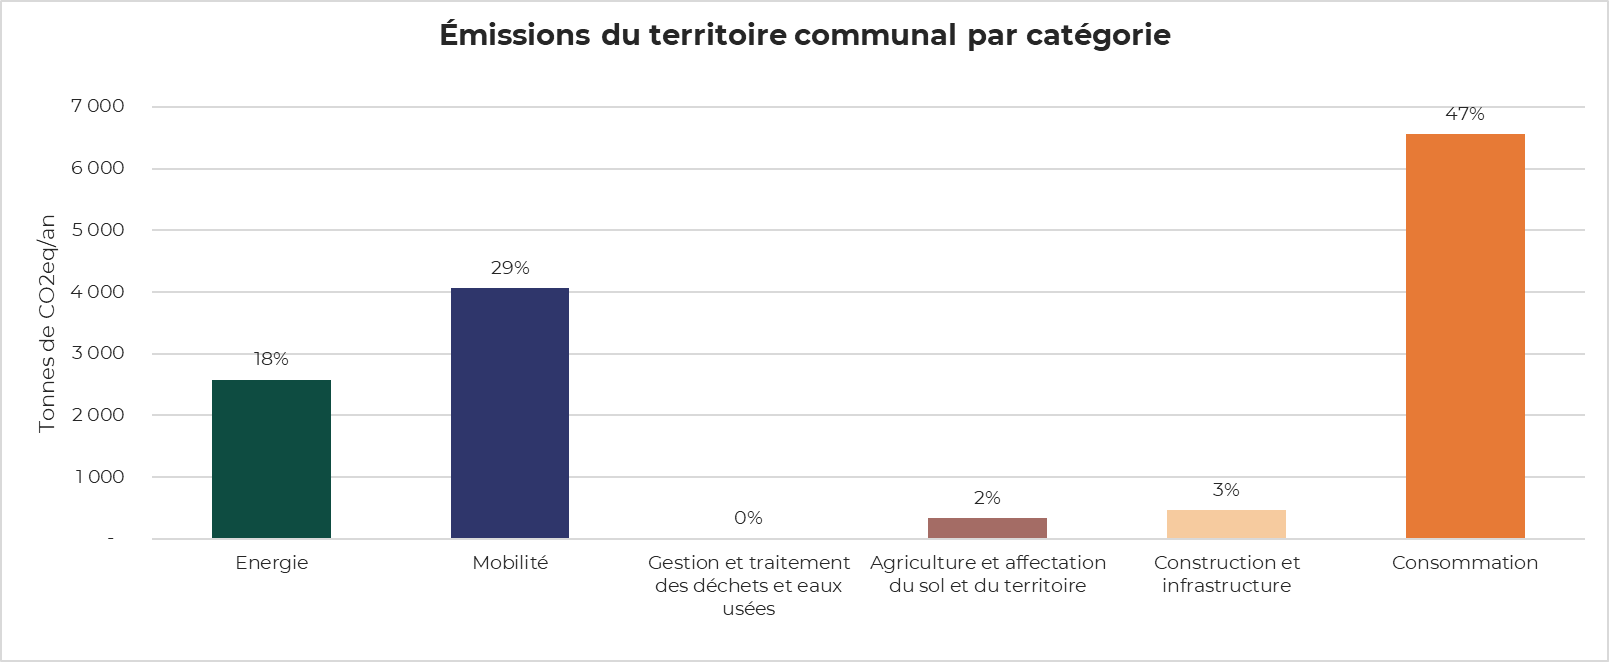 Émissions du territoire communal par catégorie
Tonnes de CO2eq/an
7 000
6 000
5 000
4 000
3 000
2 000
1 000
-
18%
29%
0%
2%
3%
47%
Energie
Mobilité
Gestion et traitement
des déchets et eaux
usées
Agriculture et affectation
du sol et du territoire
Construction et
infrastructure
Consommation